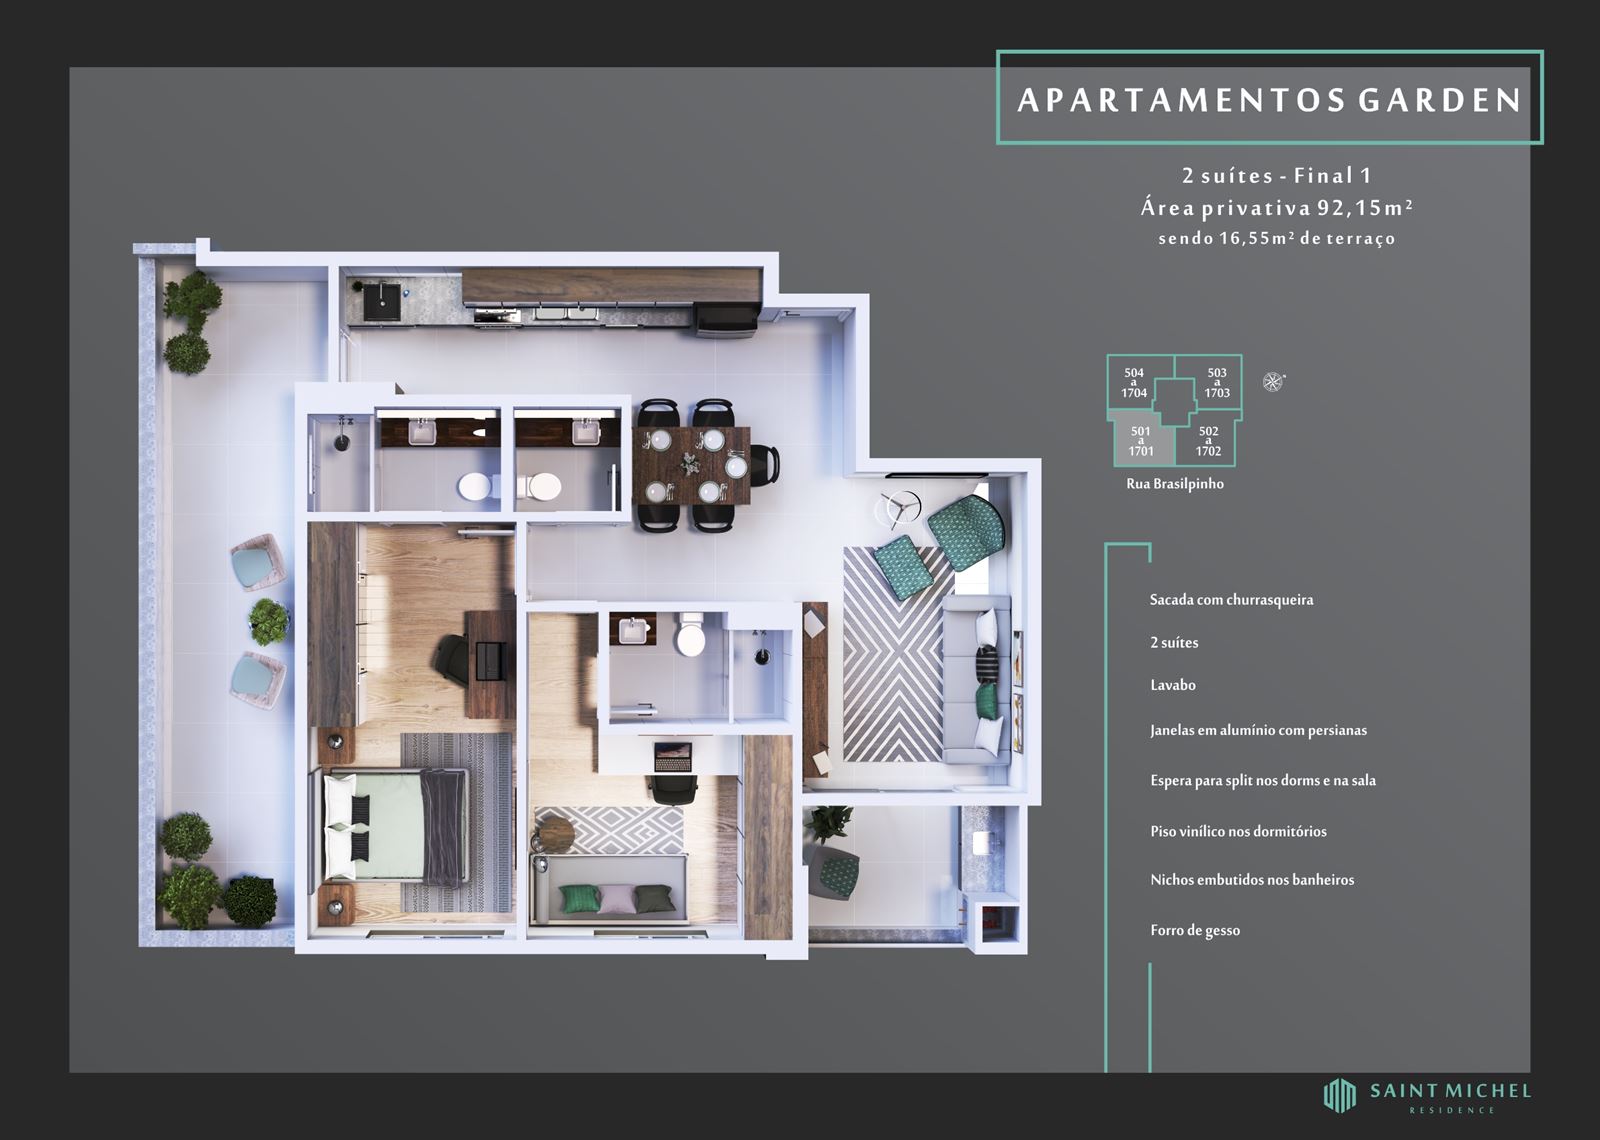 APARTAMENTOS GARDEN
2 suítes - Final 1
Área privativa 92,15m²
sendo 16,55m² de terraço
504
a
1704
503
a
1703
501
a
1701
502
a
1702
Rua Brasilpinho
Sacada com churrasqueira
2 suítes
Lavabo
Janelas em alumínio com persianas
Espera para split nos dorms e na sala
Piso vinílico nos dormitórios
Nichos embutidos nos banheiros
Forro de gesso
SAINT MICHEL
RESIDENCE